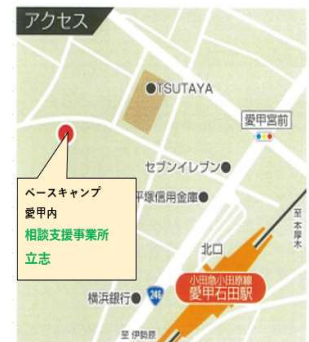 アクセス
TSUTAYA
愛甲宮前
セブンイレブン
平塚信用金庫
ベースキャンプ
愛甲内
相談支援事業所
立志
至 本厚木
北口
小田急小田原線
愛甲石田駅
横浜銀行
246
至 伊勢原